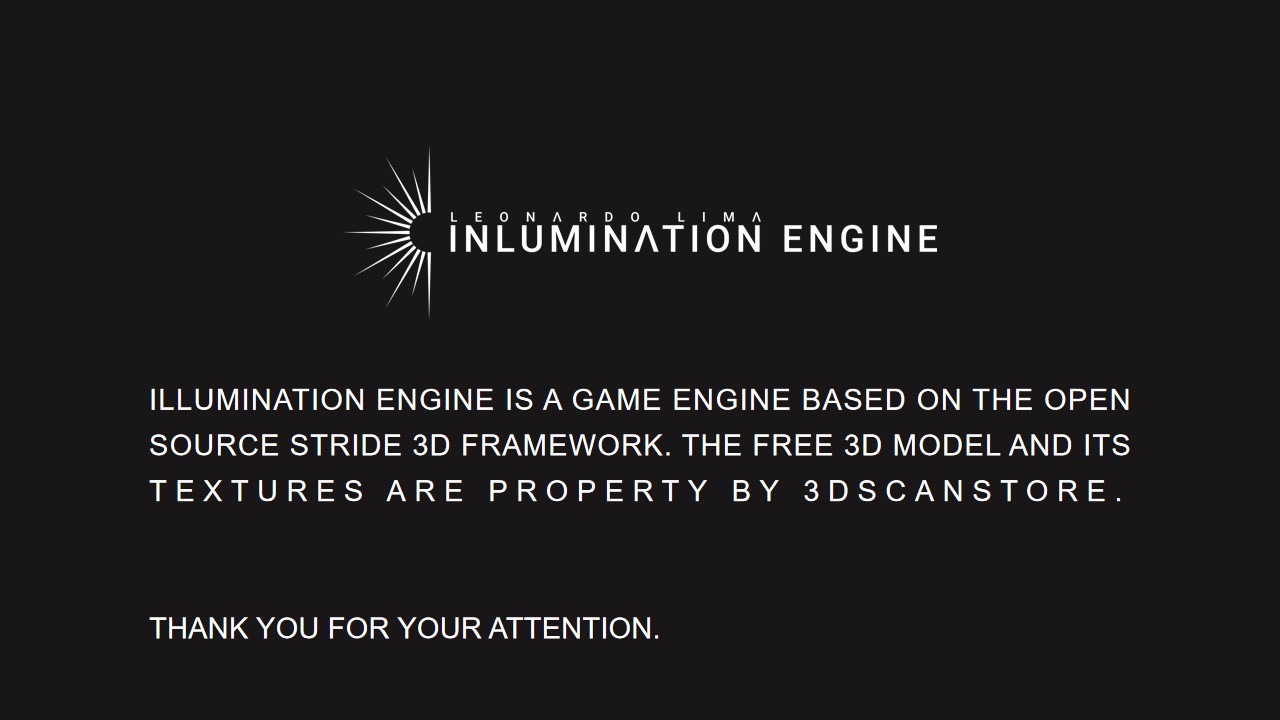 LEONARDO LIMA
INLUMINATION ENGINE
ILLUMINATION ENGINE IS A GAME ENGINE BASED ON THE OPEN
SOURCE STRIDE 3D FRAMEWORK. THE FREE 3D MODEL AND ITS
TEXTURES ARE PROPERTY BY 3DSCANSTORE.
THANK YOU FOR YOUR ATTENTION.